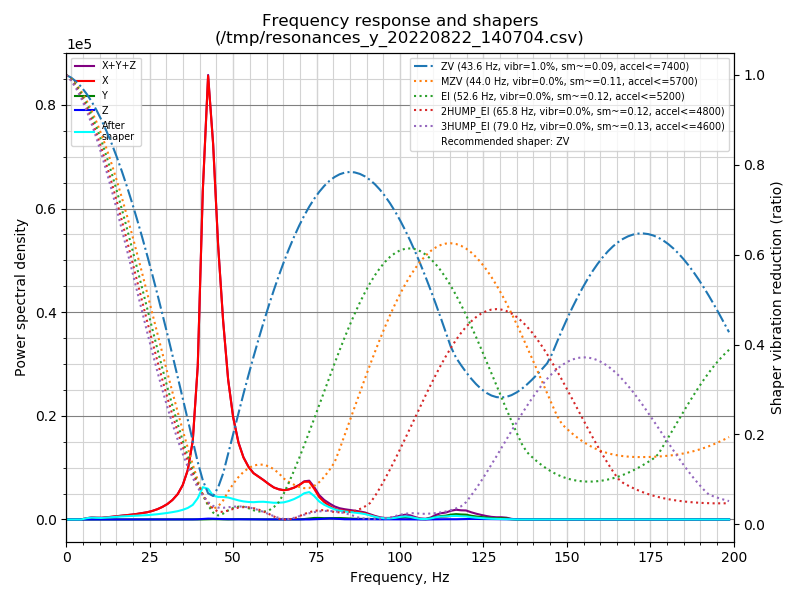 Frequency response and shapers
(/tmp/resonances_y_20220822_140704.csv)
1e5
X+Y+Z
X
Y
Z
After
shaper
ZV (43.6 Hz, vibr=1.0%, sm~=0.09, accel<=7400)
MZV (44.0 Hz, vibr=0.0%, sm~=0.11, accel<=5700)
EI (52.6 Hz, vibr=0.0%, sm~=0.12, accel<=5200)
2HUMP_EI (65.8 Hz, vibr=0.0%, sm~=0.12, accel<=4800)
3HUMP_EI (79.0 Hz, vibr=0.0%, sm~=0.13, accel<=4600)
Recommended shaper: ZV
Power spectral density
0.8
0.6
0.4
0.2
0.0
1.0
0.8
0.6
0.4
0.2
0.0
Shaper vibration reduction (ratio)
0 25 50 75 100 125 150 175 200
Frequency, Hz